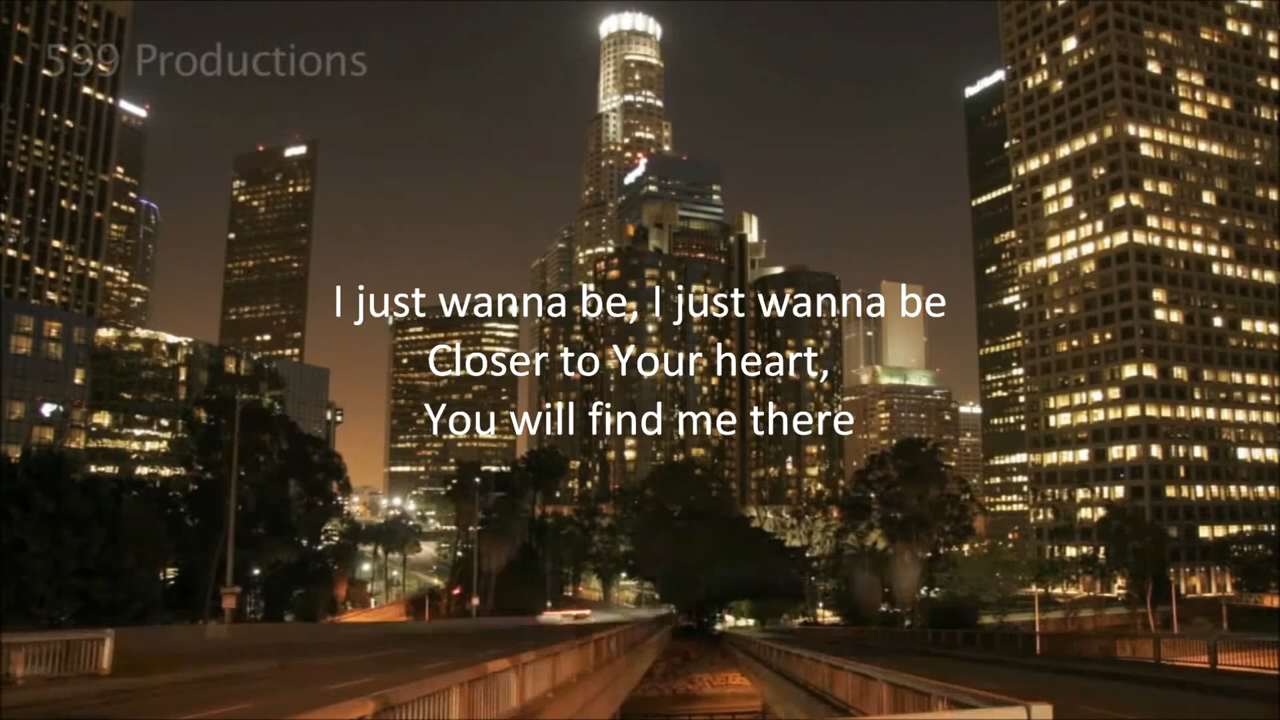 599 Productions
I just wanna be, I just wanna be
Closer to Your heart,
You will find me there